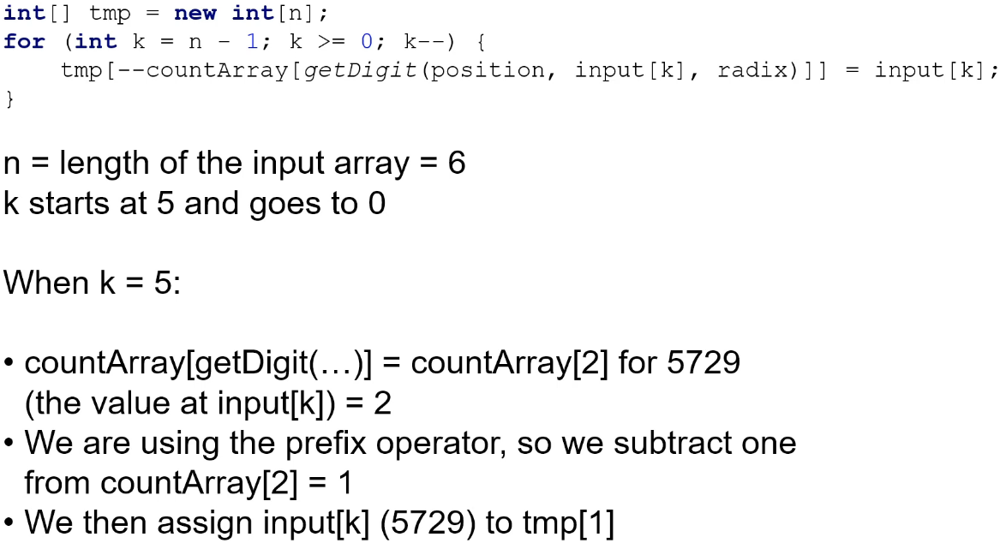 int[] tmp = new int[n];
for (int k = n - 1; k >= 0; k--) {
    tmp[--countArray[getDigit(position, input[k], radix)]] = input[k];
}
n = length of the input array = 6
k starts at 5 and goes to 0
When k = 5:
• countArray[getDigit(…)] = countArray[2] for 5729
(the value at input[k]) = 2
• We are using the prefix operator, so we subtract one
from countArray[2] = 1
• We then assign input[k] (5729) to tmp[1]